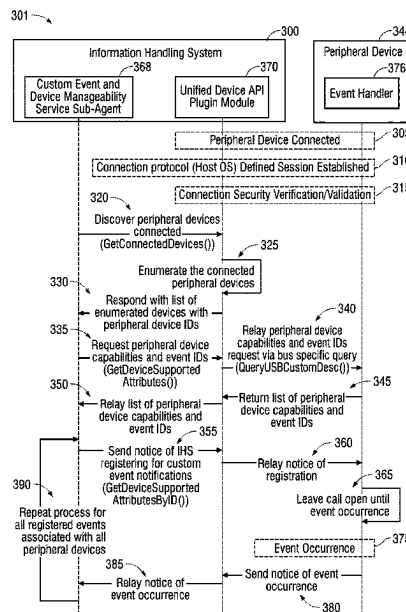 301
300
344
Information Handling System
Peripheral Device
368
370
376
Custom Event and
Device Manageability
Service Sub-Agent
Unified Device API
Plugin Module
Event Handler
305
Peripheral Device Connected
310
Connection protocol (Host OS) Defined Session Established
315
Connection Security Verification/Validation
320
Discover peripheral devices
connected
(GetConnectedDevices())
325
Enumerate the connected
peripheral devices
330
Respond with list of
enumerated devices with
peripheral device IDs
340
Relay peripheral device
capabilities and event IDs
request via bus specific query
(QueryUSBCustomDesc())
335
Request peripheral device
capabilities and event IDs
(GetDeviceSupported
Attributes())
345
Return list of peripheral
device capabilities and
event IDs
350
Relay list of peripheral
device capabilities and
event IDs
355
Send notice of IHS
registering for custom
event notifications
(GetDeviceSupported
AttributesByID())
360
Relay notice of
registration
365
Leave call open until
event occurrence
390
Repeat process for
all registered events
associated with all
peripheral devices
375
Event Occurrence
385
Relay notice of
event occurrence
Send notice of event
occurrence
380